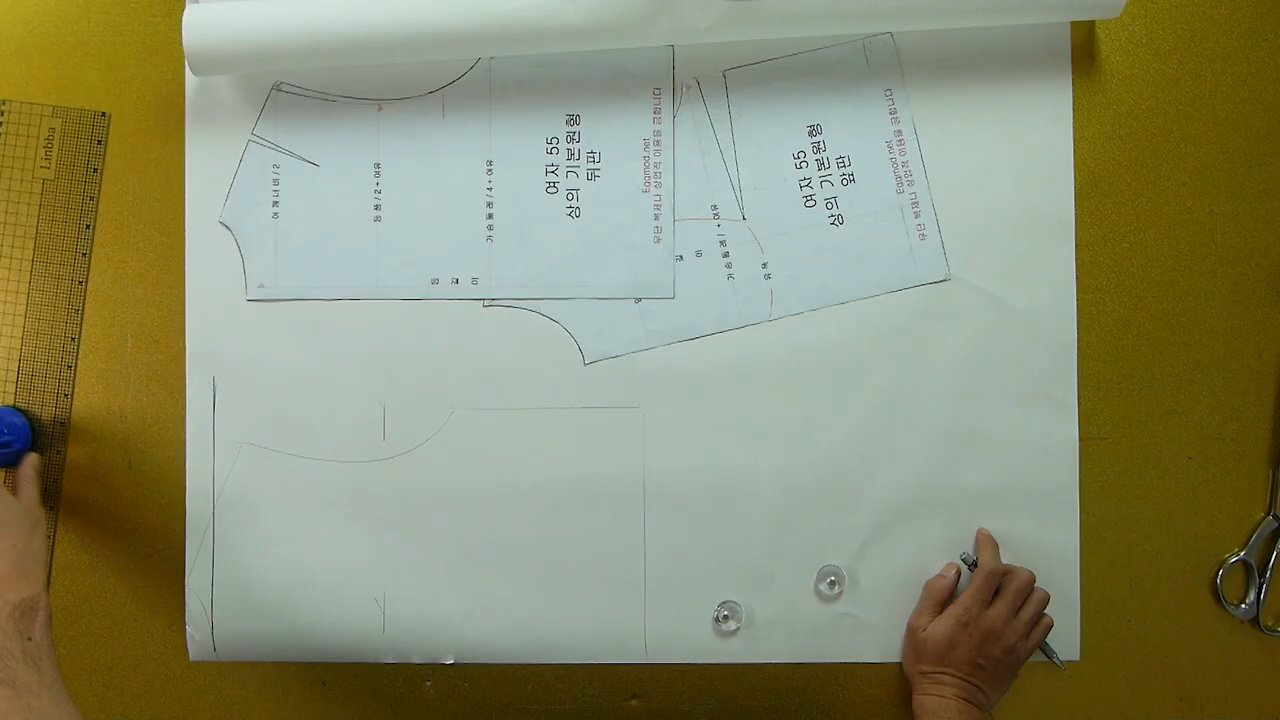 Linbba
어깨너비/2
등품/2+여유
가슴둘레/4+여유
등길이
여자 55
상의 기본원형
뒤판
Eggmod.net
무단 복제나 상업적 이용을 금합니다
길이
가슴둘레/ +여유
유폭
여자 55
상의 기본원형
앞판
Eggmod.net
무단 복제나 상업적 이용을 금합니다